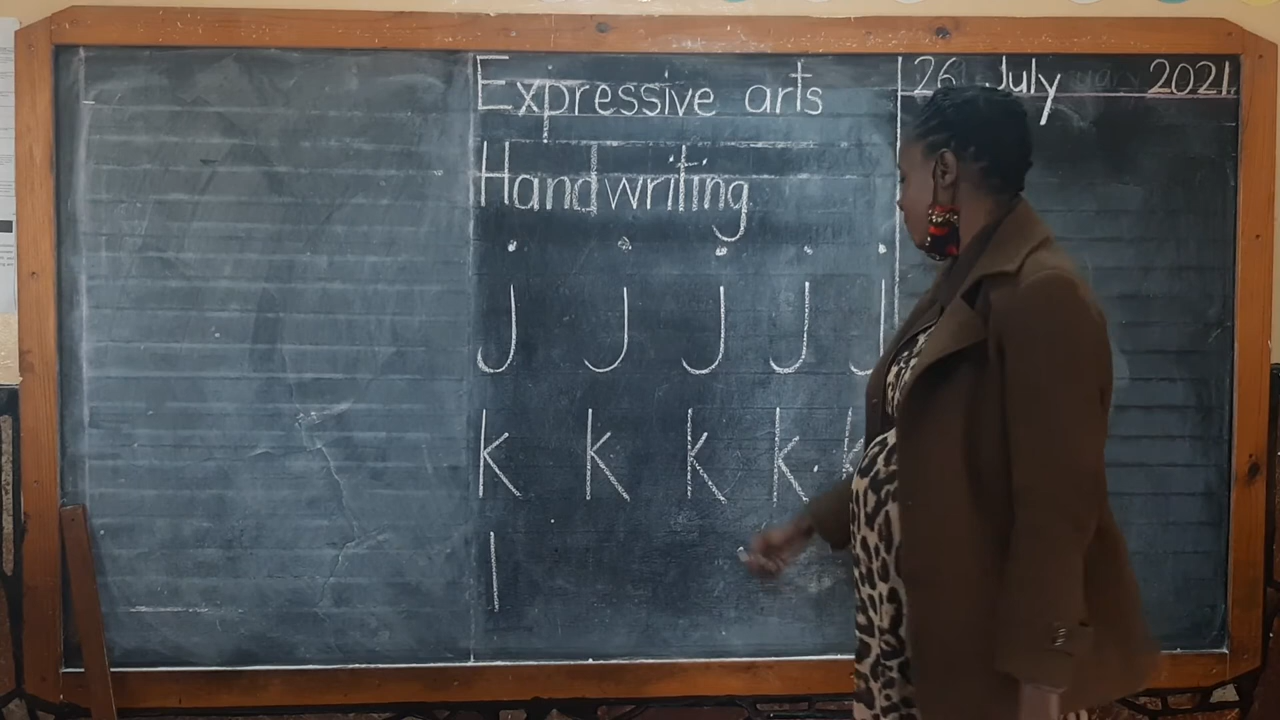 Expressive arts
26 July 2021
Handwriting
j j j j j
k k k k k
l